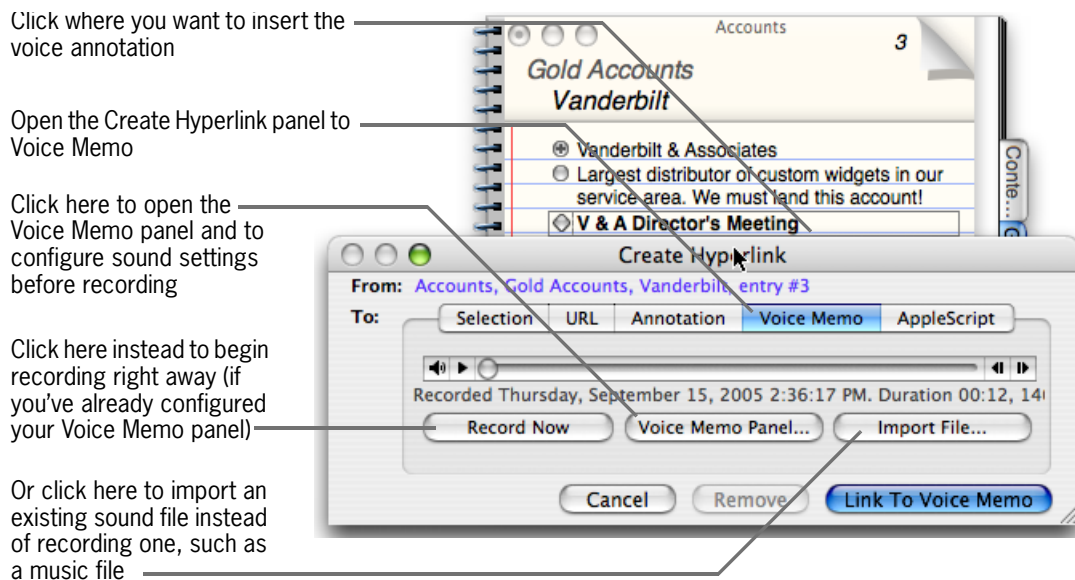 Click where you want to insert the
voice annotation
Open the Create Hyperlink panel to
Voice Memo
Click here to open the
Voice Memo panel and to
configure sound settings
before recording
Click here instead to begin
recording right away (if
you've already configured
your Voice Memo panel)
Or click here to import an
existing sound file instead
of recording one, such as
a music file
Accounts
3
Gold Accounts
Vanderbilt
Vanderbilt & Associates
Largest distributor of custom widgets in our
service area. We must land this account!
V & A Director's Meeting
Conte...
Create Hyperlink
From: Accounts, Gold Accounts, Vanderbilt, entry #3
To: Selection URL Annotation Voice Memo AppleScript
Recorded Thursday, September 15, 2005 2:36:17 PM. Duration 00:12,
Record Now Voice Memo Panel... Import File...
Cancel Remove Link To Voice Memo